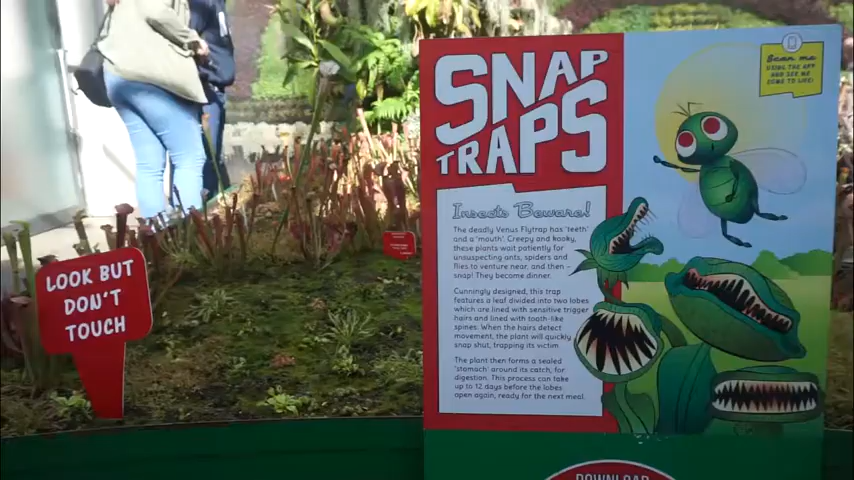 SNAP
TRAPS
Scan me
USING THE APP
AND SEE ME
COME TO LIFE!
Insects Beware!
The deadly Venus Flytrap has 'teeth'
and a 'mouth'. Creepy and kooky,
these plants wait patiently for
unsuspecting ants, spiders and
flies to venture near, and then -
snap! They become dinner.
Cunningly designed, this trap
features a leaf divided into two lobes
which are lined with sensitive trigger
hairs and lined with tooth-like
spines. When the hairs detect
movement, the plant will quickly
snap shut, trapping its victim.
The plant then forms a sealed
'stomach' around its catch, for
digestion. This process can take
up to 12 days before the lobes
open again, ready for the next meal.
DOWNLOAD
LOOK BUT
DON'T
TOUCH